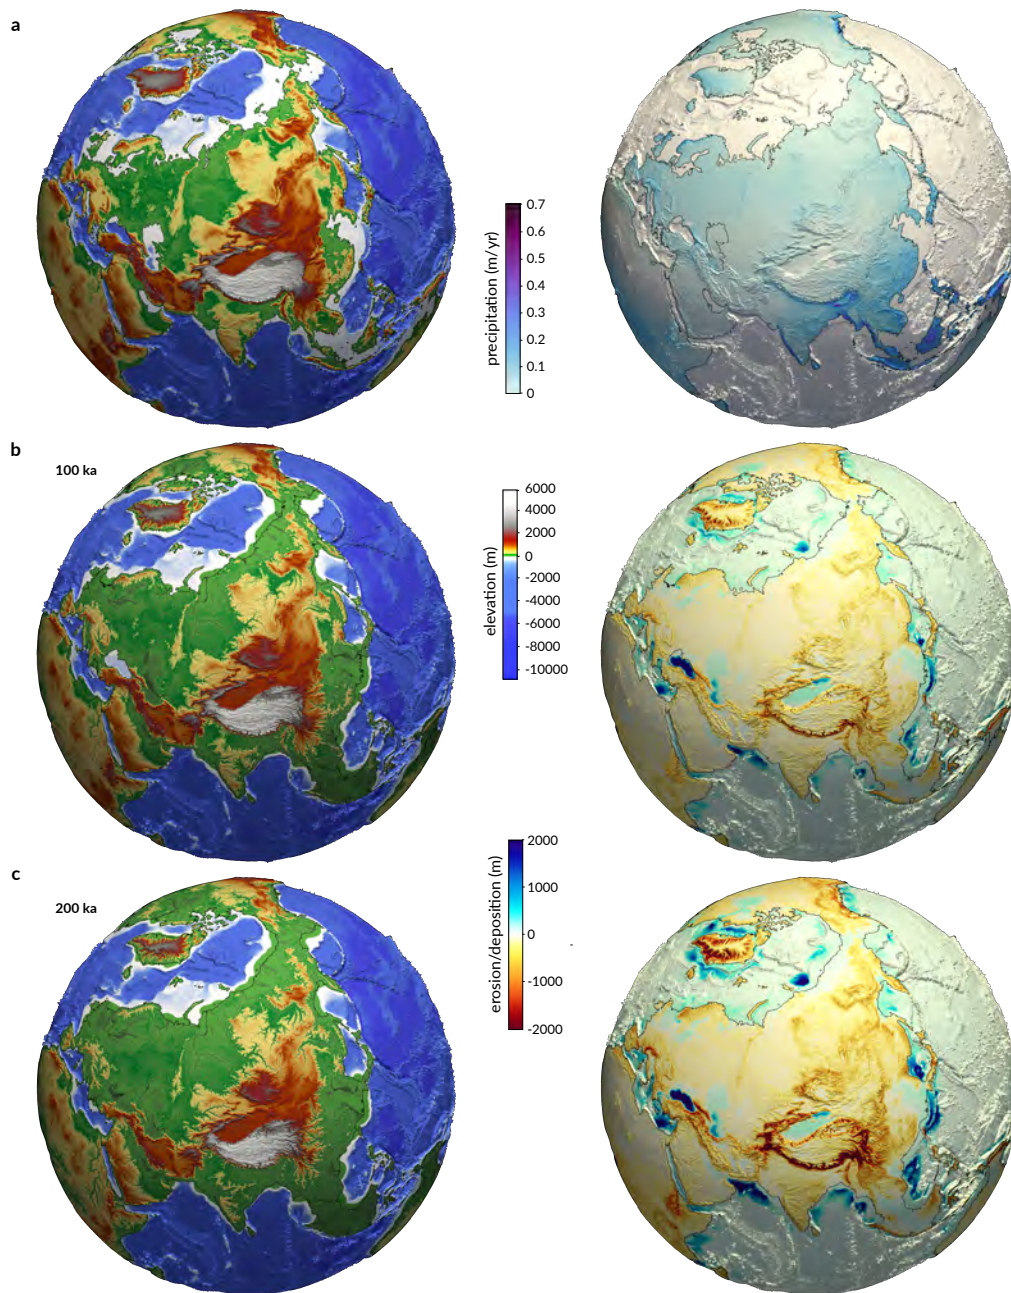 a
precipitation (m/yr)
0.7
0.6
0.5
0.4
0.3
0.2
0.1
0
b
100 ka
elevation (m)
6000
4000
2000
0
-2000
-4000
-6000
-8000
-10000
c
200 ka
erosion/deposition (m)
2000
1000
0
-1000
-2000